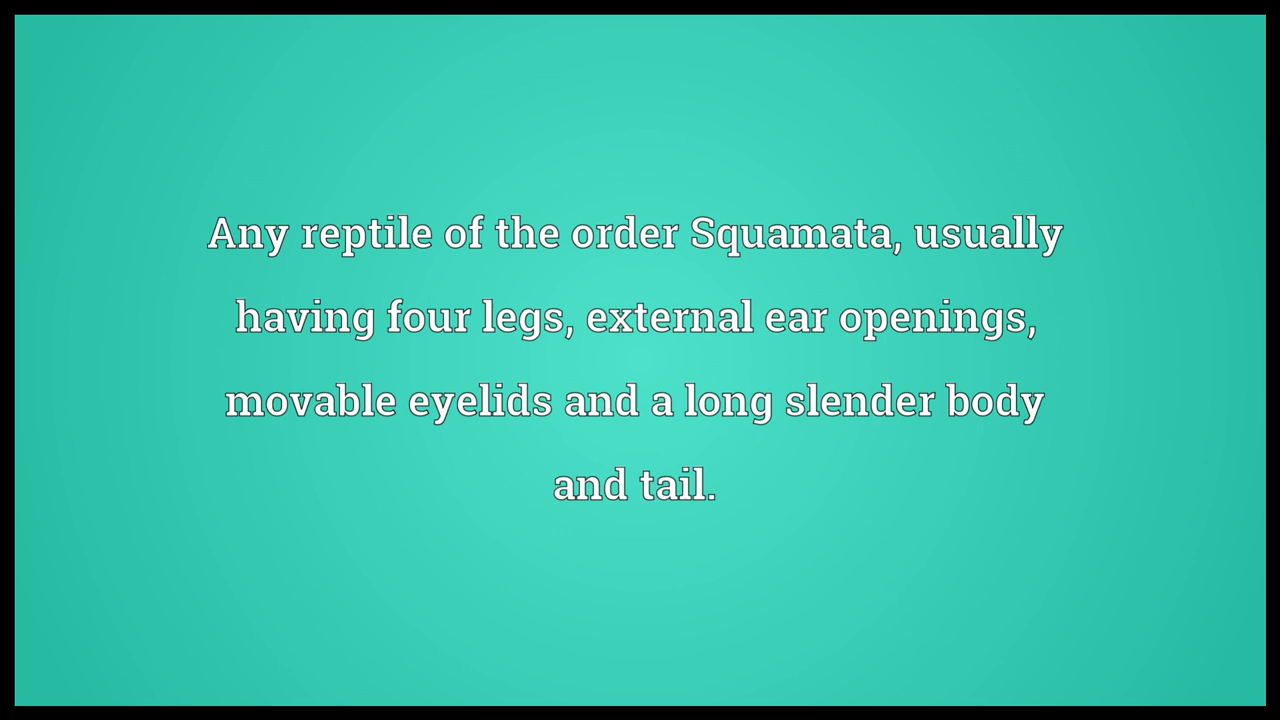 Any reptile of the order Squamata, usually
having four legs, external ear openings,
movable eyelids and a long slender body
and tail.